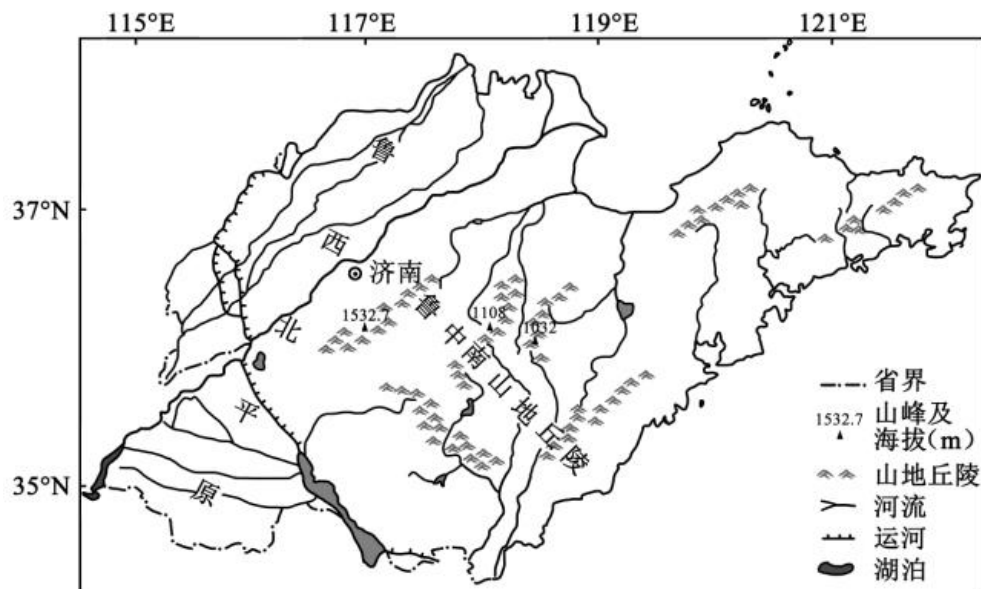 115°E 117°E 119°E 121°E
37°N
35°N
鲁西北平原
济南
1532.7
鲁中南山地丘陵
1108
1032
省界
1532.7 山峰及
海拔(m)
山地丘陵
河流
运河
湖泊